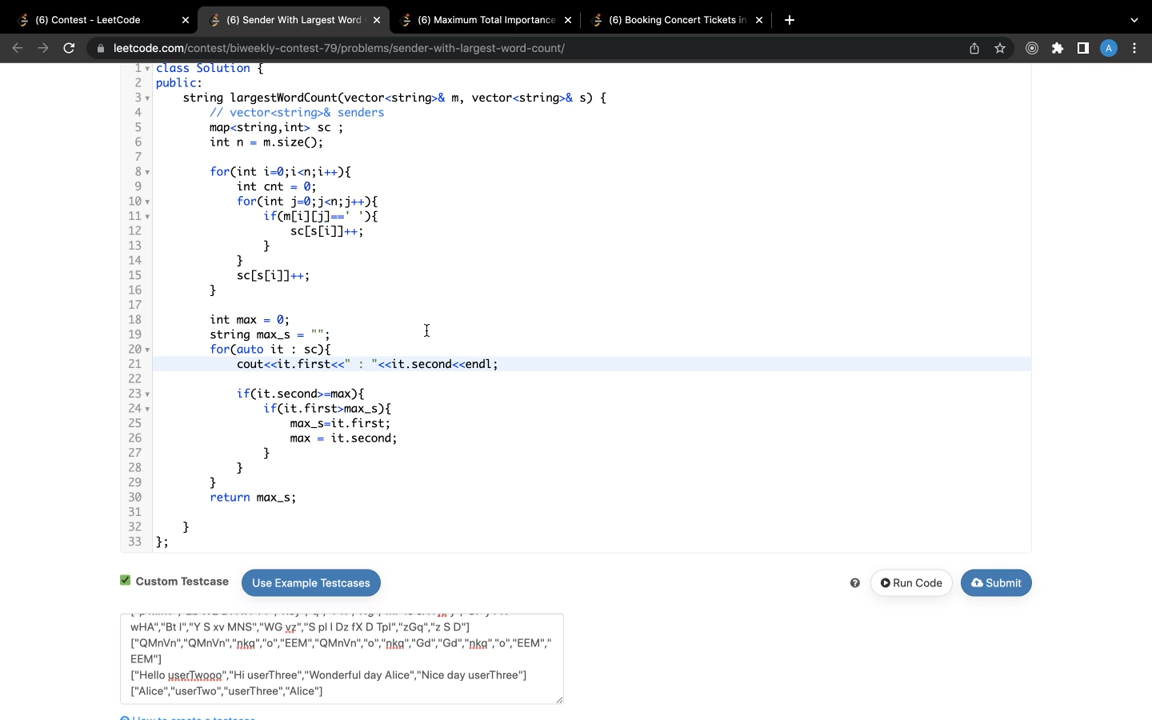 (6) Contest - LeetCode
(6) Sender With Largest Word
(6) Maximum Total Importance
(6) Booking Concert Tickets in
leetcode.com/contest/biweekly-contest-79/problems/sender-with-largest-word-count/
A
1 class Solution {
2 public:
3 string largestWordCount(vector<string>& m, vector<string>& s) {
4 // vector<string>& senders
5 map<string,int> sc ;
6 int n = m.size();
7
8 for(int i=0;i<n;i++){
9 int cnt = 0;
10 for(int j=0;j<n;j++){
11 if(m[i][j]==' '){
12 sc[s[i]]++;
13 }
14 }
15 sc[s[i]]++;
16 }
17
18 int max = 0;
19 string max_s = "";
20 for(auto it : sc){
21 cout<<it.first<<" : "<<it.second<<endl;
22
23 if(it.second>=max){
24 if(it.first>max_s){
25 max_s=it.first;
26 max = it.second;
27 }
28 }
29 }
30 return max_s;
31
32 }
33 };
Custom Testcase
Use Example Testcases
Run Code
Submit
wHA","Bt I","Y S xv MNS","WG vz","S pl l Dz fX D Tpl","zGq","z S D"]
["QMnVn","QMnVn","nkq","o","EEM","QMnVn","o","nkq","Gd","Gd","nkq","o","EEM","
EEM"]
["Hello userTwooo","Hi userThree","Wonderful day Alice","Nice day userThree"]
["Alice","userTwo","userThree","Alice"]